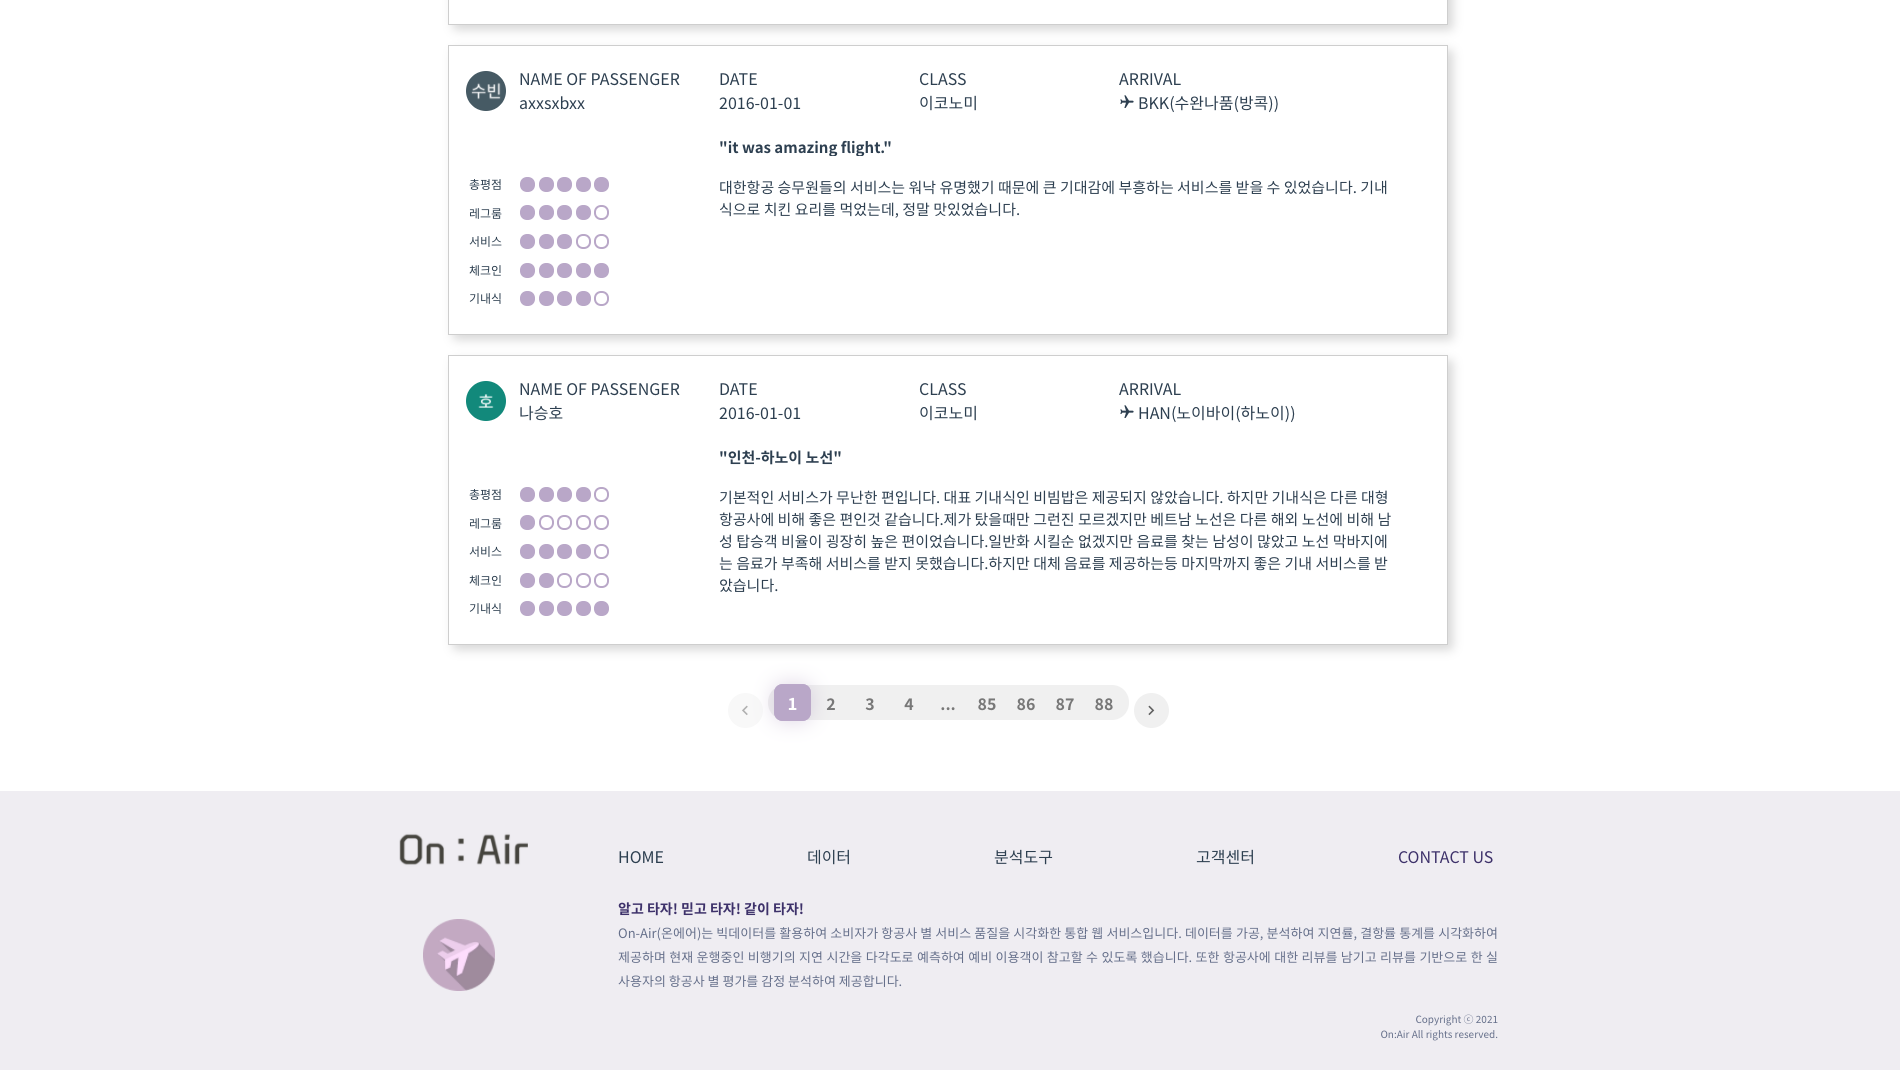 수빈
NAME OF PASSENGER DATE CLASS ARRIVAL
axxsxbxx 2016-01-01 이코노미 BKK(수완나품(방콕))
"it was amazing flight."
총평점
레그룸
서비스
체크인
기내식
대한항공 승무원들의 서비스는 워낙 유명했기 때문에 큰 기대감에 부흥하는 서비스를 받을 수 있었습니다. 기내
식으로 치킨 요리를 먹었는데, 정말 맛있었습니다.
호
NAME OF PASSENGER DATE CLASS ARRIVAL
나승호 2016-01-01 이코노미 HAN(노이바이(하노이))
"인천-하노이 노선"
총평점
레그룸
서비스
체크인
기내식
기본적인 서비스가 무난한 편입니다. 대표 기내식인 비빔밥은 제공되지 않았습니다. 하지만 기내식은 다른 대형
항공사에 비해 좋은 편인것 같습니다.제가 탔을때만 그런진 모르겠지만 베트남 노선은 다른 해외 노선에 비해 남
성 탑승객 비율이 굉장히 높은 편이었습니다.일반화 시킬순 없겠지만 음료를 찾는 남성이 많았고 노선 막바지에
는 음료가 부족해 서비스를 받지 못했습니다.하지만 대체 음료를 제공하는등 마지막까지 좋은 기내 서비스를 받
았습니다.
1 2 3 4 ... 85 86 87 88
On : Air
HOME 데이터 분석도구 고객센터 CONTACT US
알고 타자! 믿고 타자! 같이 타자!
On-Air(온에어)는 빅데이터를 활용하여 소비자가 항공사 별 서비스 품질을 시각화한 통합 웹 서비스입니다. 데이터를 가공, 분석하여 지연률, 결항률 통계를 시각화하여
제공하며 현재 운행중인 비행기의 지연 시간을 다각도로 예측하여 예비 이용객이 참고할 수 있도록 했습니다. 또한 항공사에 대한 리뷰를 남기고 리뷰를 기반으로 한 실
사용자의 항공사 별 평가를 감정 분석하여 제공합니다.
Copyright ⓒ 2021
On:Air All rights reserved.